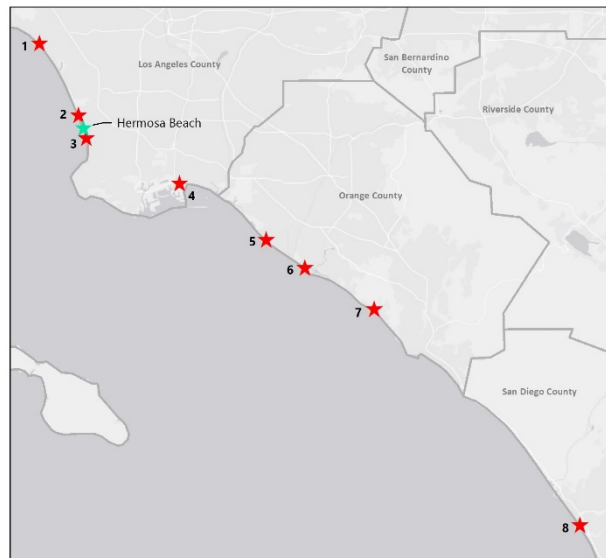 1
Los Angeles County
San Bernardino
County
Riverside County
2
Hermosa Beach
3
4
Orange County
5
6
7
San Diego County
8